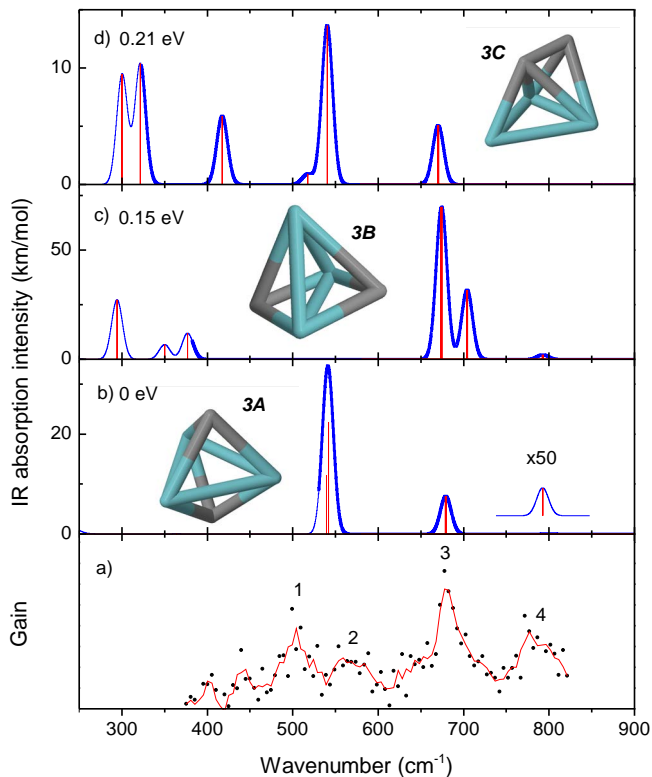 d) 0.21 eV
3C
10
0
c) 0.15 eV
3B
50
0
b) 0 eV
3A
20
x50
0
a)
1
2
3
4
IR absorption intensity (km/mol)
Gain
300 400 500 600 700 800 900
Wavenumber (cm-1)